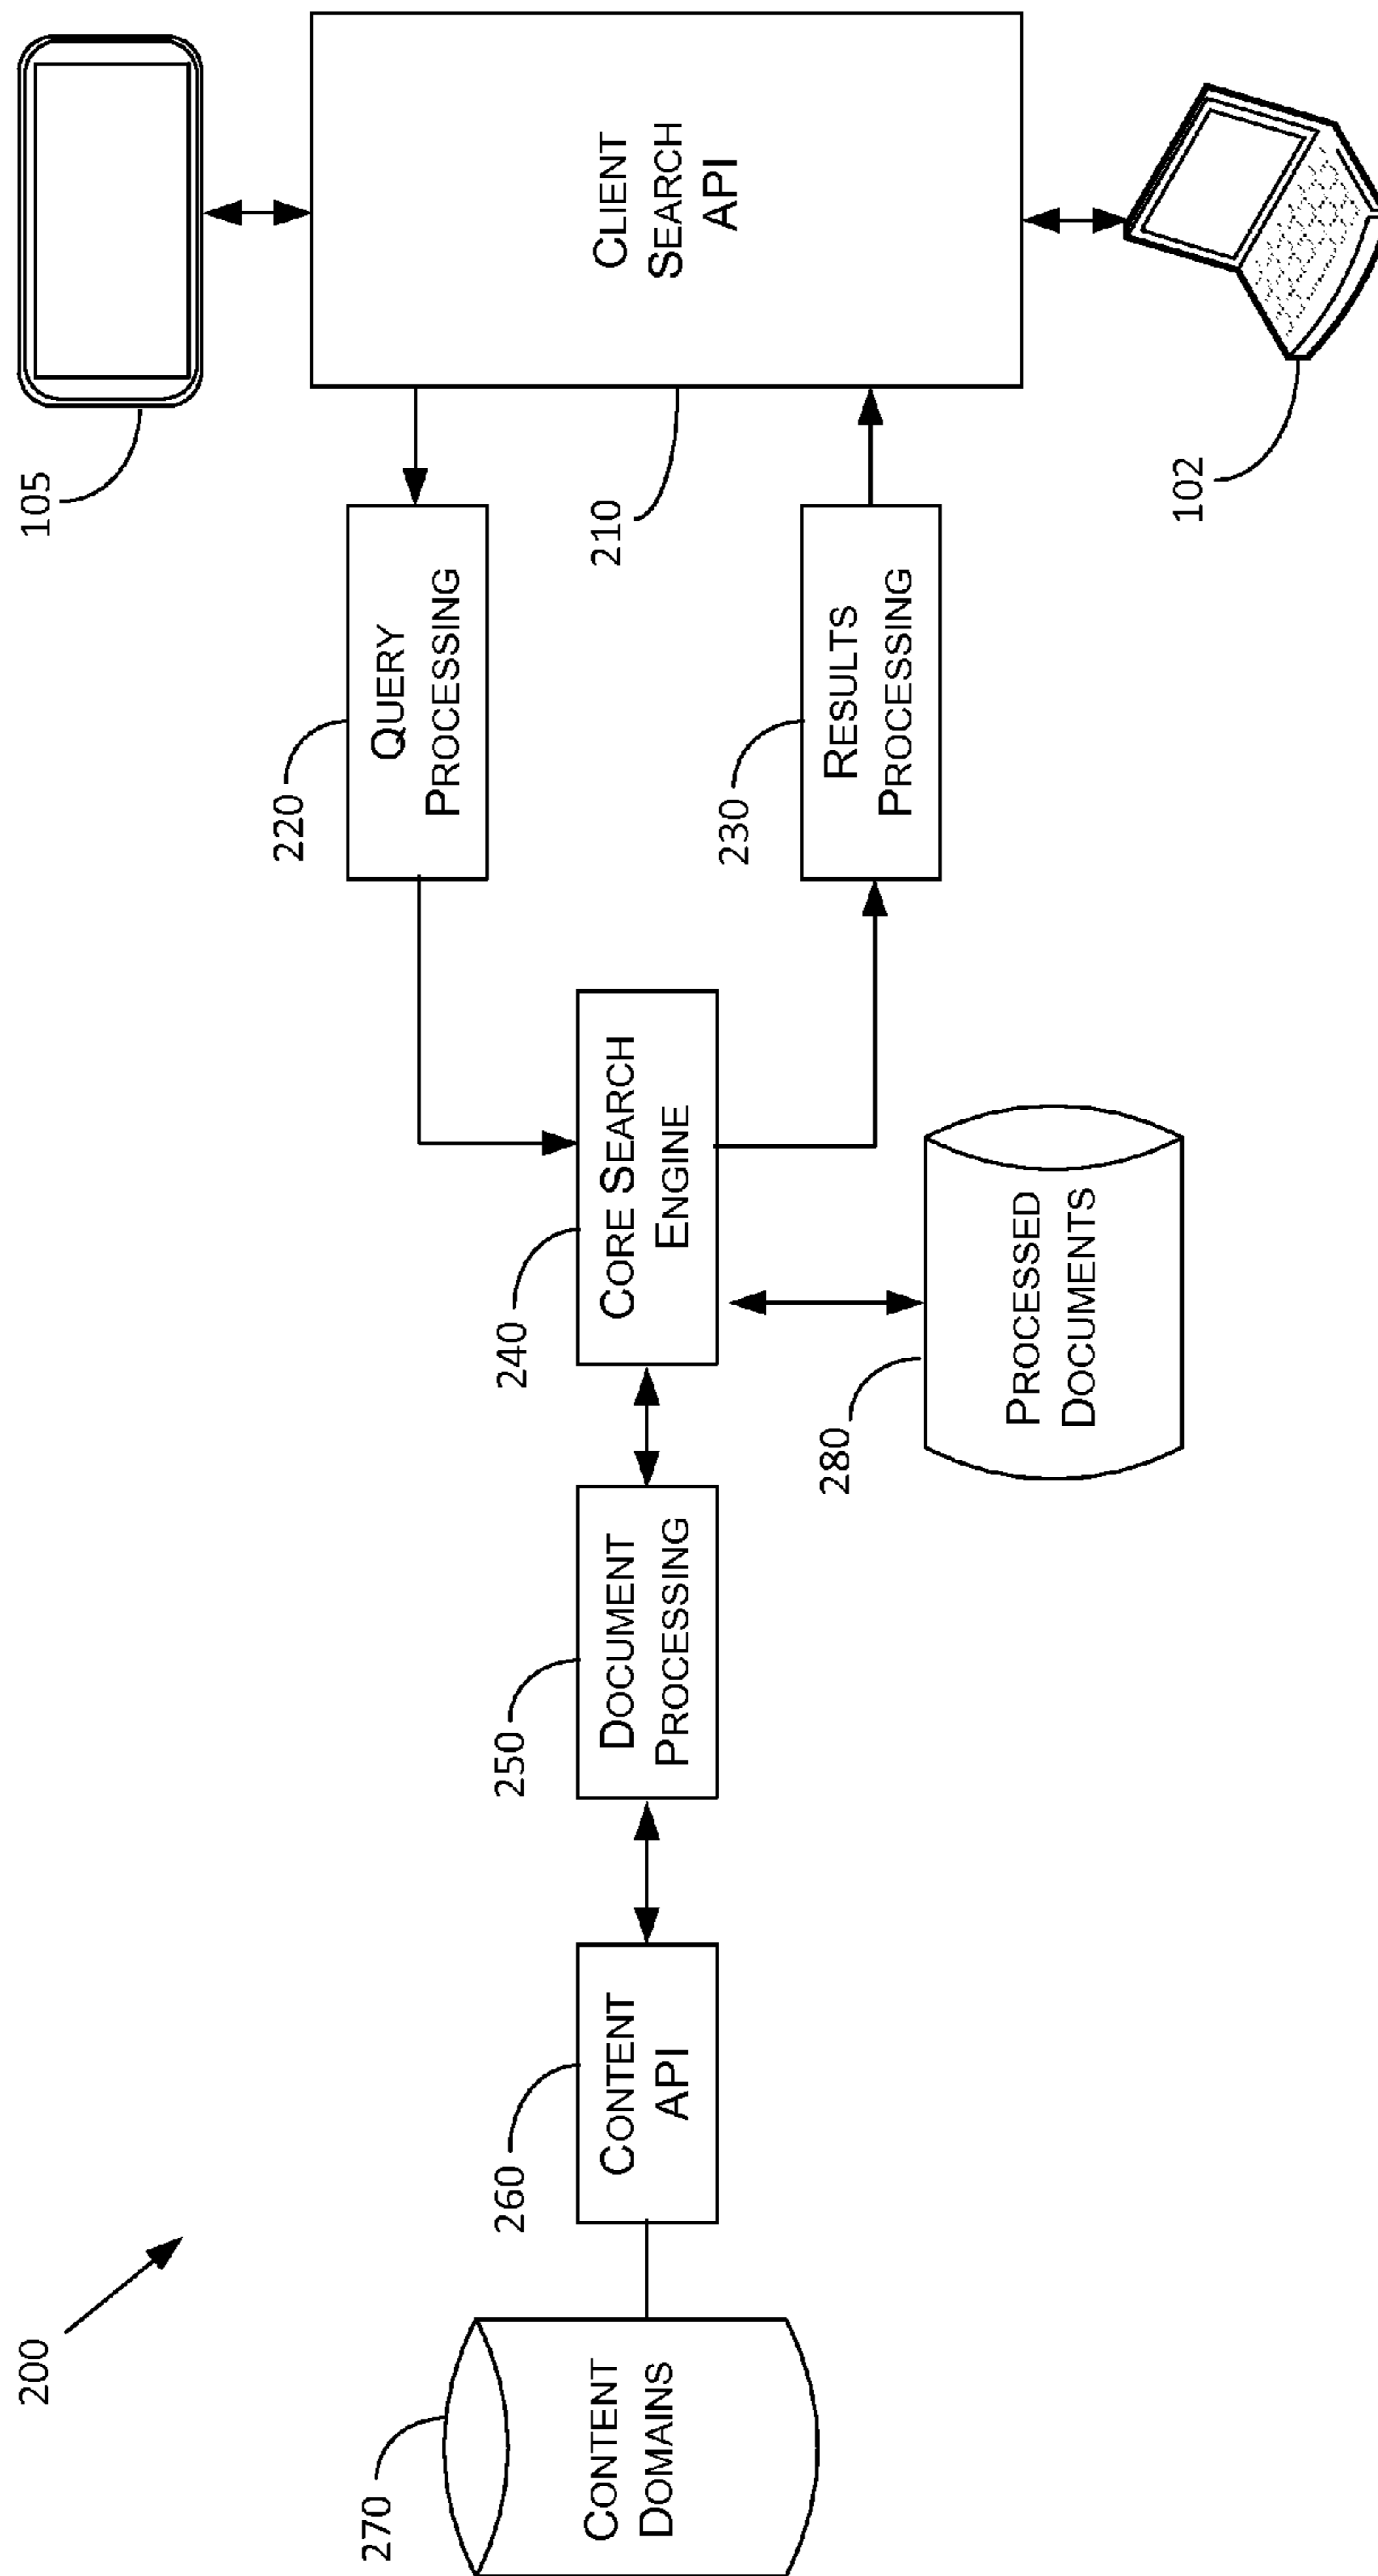 200
270
CONTENT
DOMAINS
260
CONTENT
API
250
DOCUMENT
PROCESSING
240
CORE SEARCH
ENGINE
280
PROCESSED
DOCUMENTS
220
QUERY
PROCESSING
230
RESULTS
PROCESSING
210
CLIENT
SEARCH
API
105
102